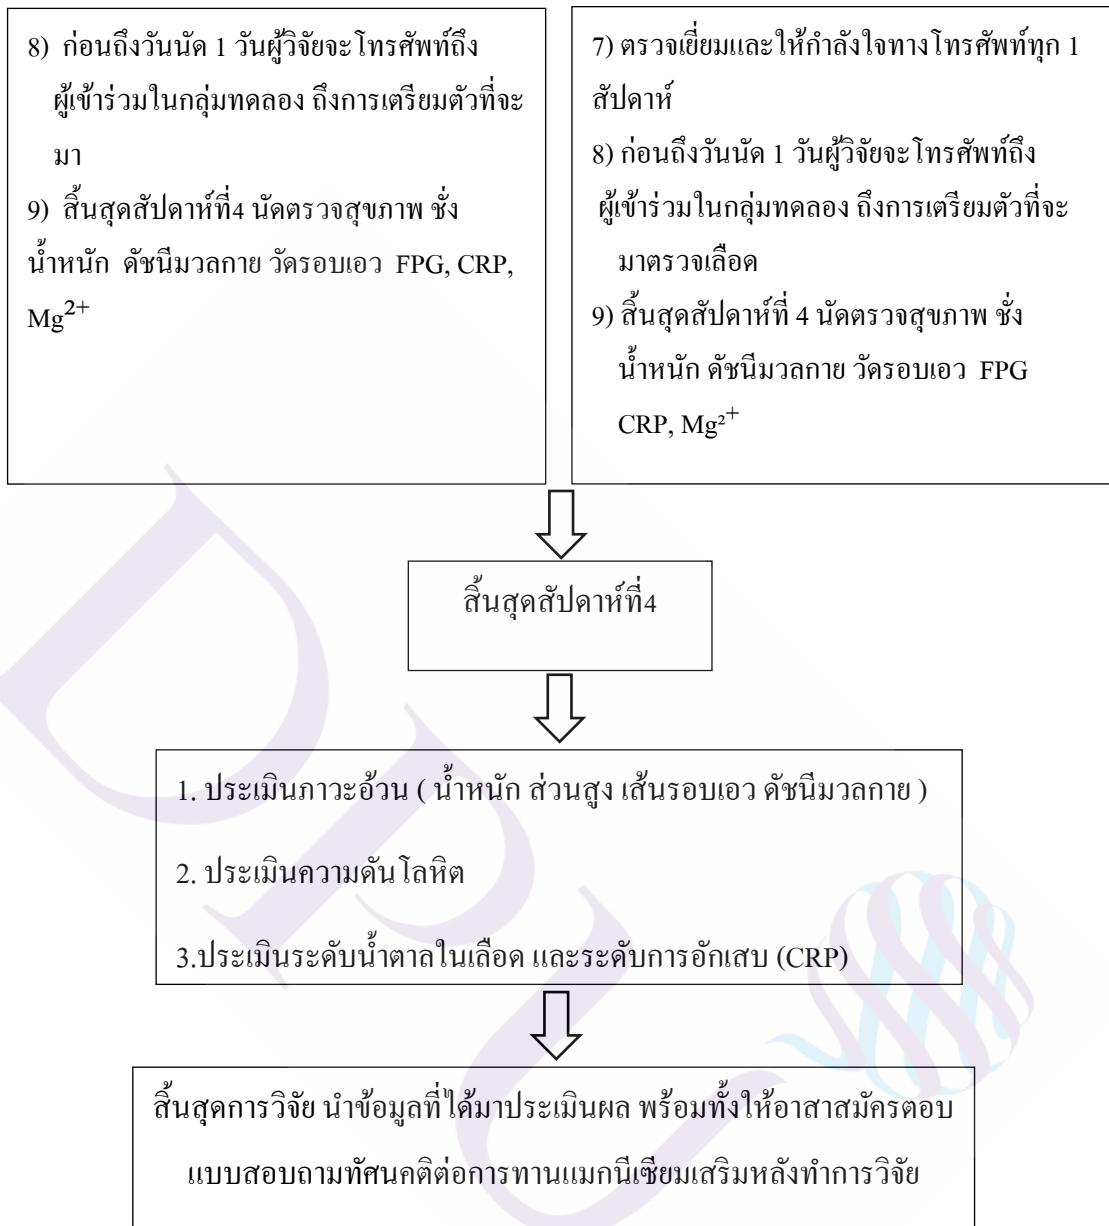 8) ก่อนถึงวันนัด 1 วันผู้วิจัยจะโทรศัพท์ถึง
ผู้เข้าร่วมในกลุ่มทดลอง ถึงการเตรียมตัวที่จะ
มา
9) สิ้นสุดสัปดาห์ที่4 นัดตรวจสุขภาพ ชั่ง
น้ำหนัก ดัชนีมวลกาย วัดรอบเอว FPG, CRP,
Mg²⁺
7) ตรวจเยี่ยมและให้กำลังใจทางโทรศัพท์ทุก 1
สัปดาห์
8) ก่อนถึงวันนัด 1 วันผู้วิจัยจะโทรศัพท์ถึง
ผู้เข้าร่วมในกลุ่มทดลอง ถึงการเตรียมตัวที่จะ
มาตรวจเลือด
9) สิ้นสุดสัปดาห์ที่ 4 นัดตรวจสุขภาพ ชั่ง
น้ำหนัก ดัชนีมวลกาย วัดรอบเอว FPG
CRP, Mg²⁺
สิ้นสุดสัปดาห์ที่4
1. ประเมินภาวะอ้วน ( น้ำหนัก ส่วนสูง เส้นรอบเอว ดัชนีมวลกาย )
2. ประเมินความดันโลหิต
3.ประเมินระดับน้ำตาลในเลือด และระดับการอักเสบ (CRP)
สิ้นสุดการวิจัย นำข้อมูลที่ได้มาประเมินผล พร้อมทั้งให้อาสาสมัครตอบ
แบบสอบถามทัศนคติต่อการทานแมกนีเซียมเสริมหลังทำการวิจัย
DPU